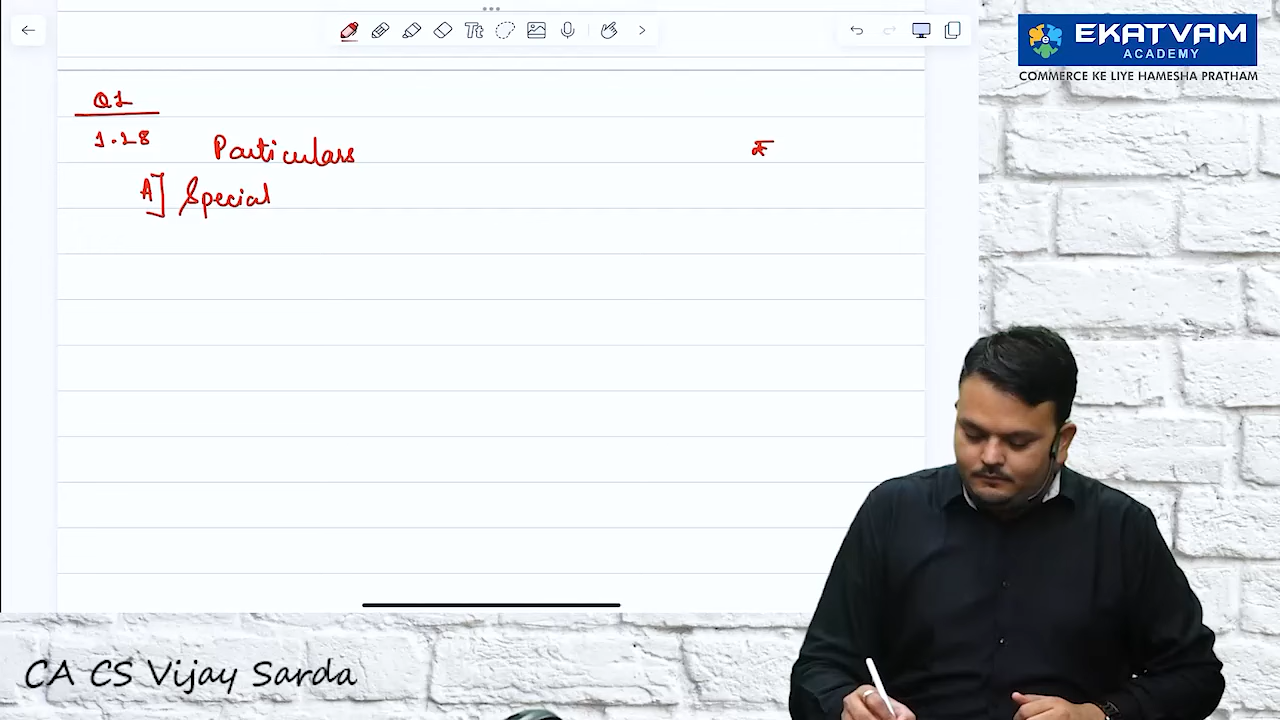 EKATVAM
ACADEMY
COMMERCE KE LIYE HAMESHA PRATHAM
Q1
1.28
Particulars ₹
A] Special
CA CS Vijay Sarda